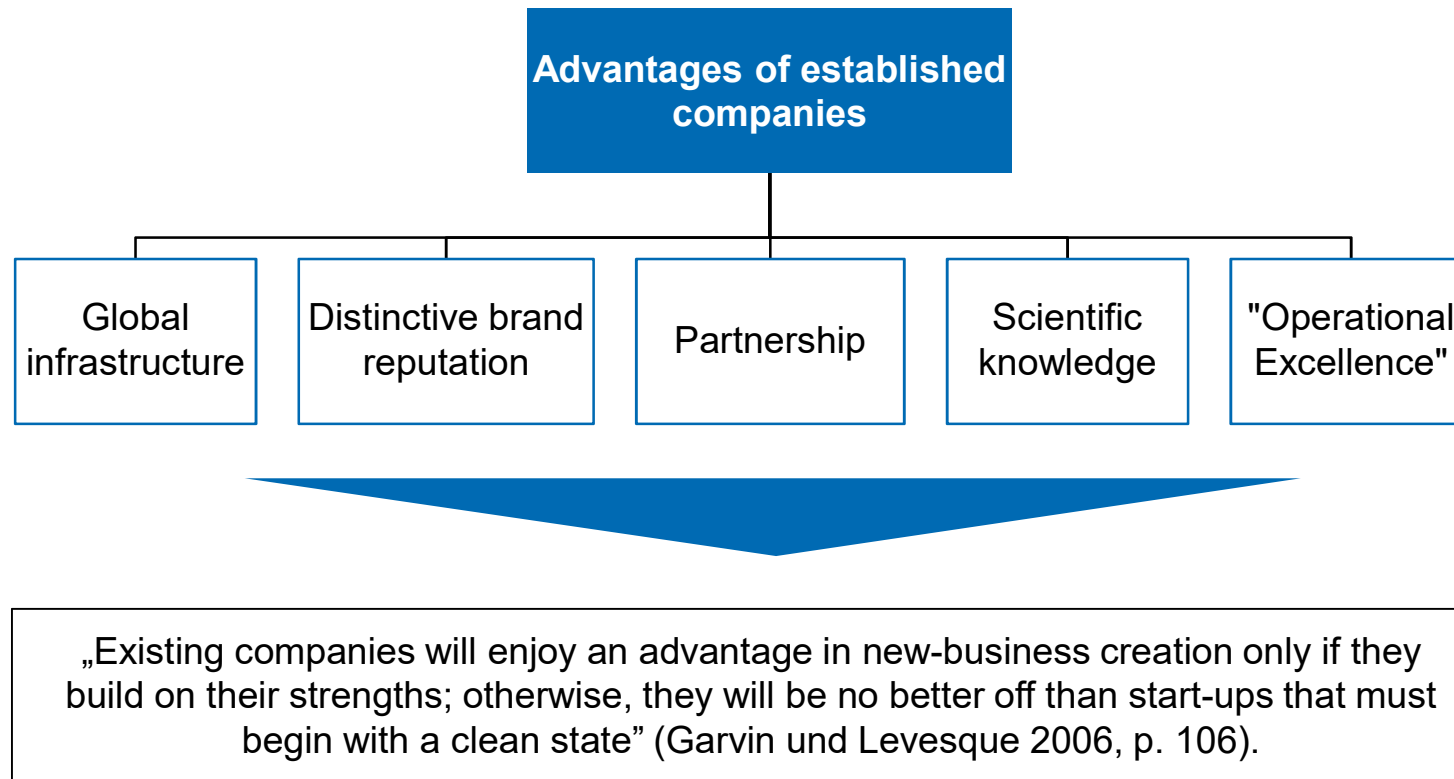 Advantages of established
companies
Global
infrastructure
Distinctive brand
reputation
Partnership
Scientific
knowledge
"Operational
Excellence"
„Existing companies will enjoy an advantage in new-business creation only if they
build on their strengths; otherwise, they will be no better off than start-ups that must
begin with a clean state” (Garvin und Levesque 2006, p. 106).